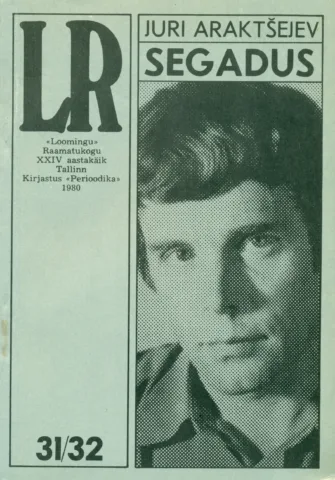 LR
«Loomingu»
Raamatukogu
XXIV aastakäik
Tallinn
Kirjastus «Perioodika»
1980
31/32
JURI ARAKTŠEJEV
SEGADUS